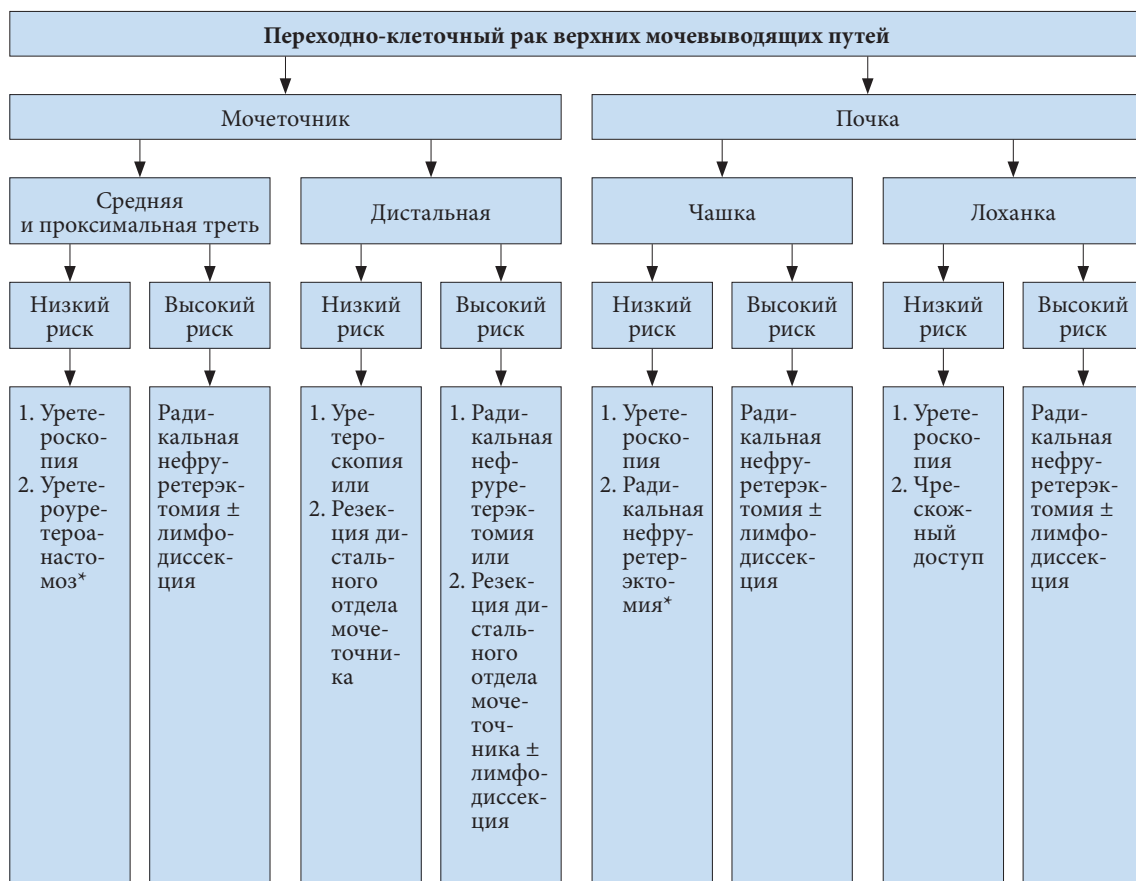 Переходно-клеточный рак верхних мочевыводящих путей
Мочеточник
Почка
Средняя
и проксимальная треть
Дистальная
Чашка
Лоханка
Низкий
риск
Высокий
риск
Низкий
риск
Высокий
риск
Низкий
риск
Высокий
риск
Низкий
риск
Высокий
риск
1. Урете-
роско-
пия
2. Урете-
роуре-
тероа-
насто-
моз*
Ради-
кальная
нефру-
ретерэк-
томия ±
лимфо-
диссек-
ция
1. Уре-
теро-
скопия
или
2. Резек-
ция ди-
сталь-
ного
отдела
моче-
точни-
ка
1. Ради-
кальная
неф-
руре-
терэк-
томия
или
2. Резек-
ция ди-
сталь-
ного
отдела
моче-
точ-
ника ±
лимфо-
диссек-
ция
1. Урете-
роско-
пия
2. Ради-
кальная
нефру-
ретер-
экто-
мия*
Ради-
кальная
нефру-
ретерэк-
томия ±
лимфо-
диссек-
ция
1. Урете-
роско-
пия
2. Чрес-
кож-
ный
доступ
Ради-
кальная
нефру-
ретерэк-
томия ±
лимфо-
диссек-
ция